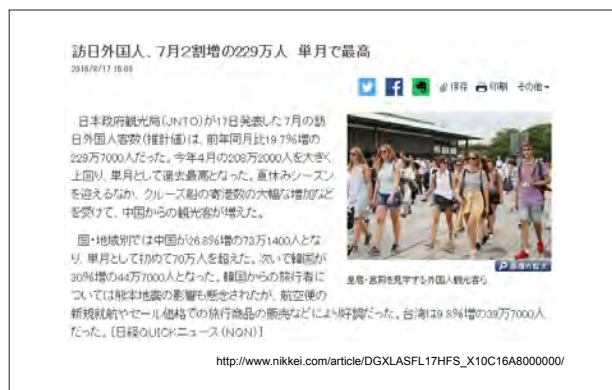 訪日外国人、7月2割増の229万人 単月で最高
2016/8/17 16:06
保存 印刷 その他
日本政府観光局(JNTO)が17日発表した7月の訪
日外国人客数(推計値)は、前年同月比19.7%増の
229万7000人だった。今年4月の208万2000人を大きく
上回り、単月として過去最高となった。夏休みシーズン
を迎えるなか、クルーズ船の寄港数の大幅な増加など
を受けて、中国からの観光客が増えた。
国・地域別では中国が26.8%増の73万1400人とな
り、単月として初めて70万人を超えた。次いで韓国が
30%増の44万7000人となった。韓国からの旅行者に
ついては熊本地震の影響も懸念されたが、航空便の
新規就航やセール価格での旅行商品の販売などにより好調だった。台湾は9.8%増の39万7000人
だった。〔日経QUICKニュース(NQN)〕
画像の拡大
皇居・宮前を見学する外国人観光客ら
http://www.nikkei.com/article/DGXLASFL17HFS_X10C16A8000000/